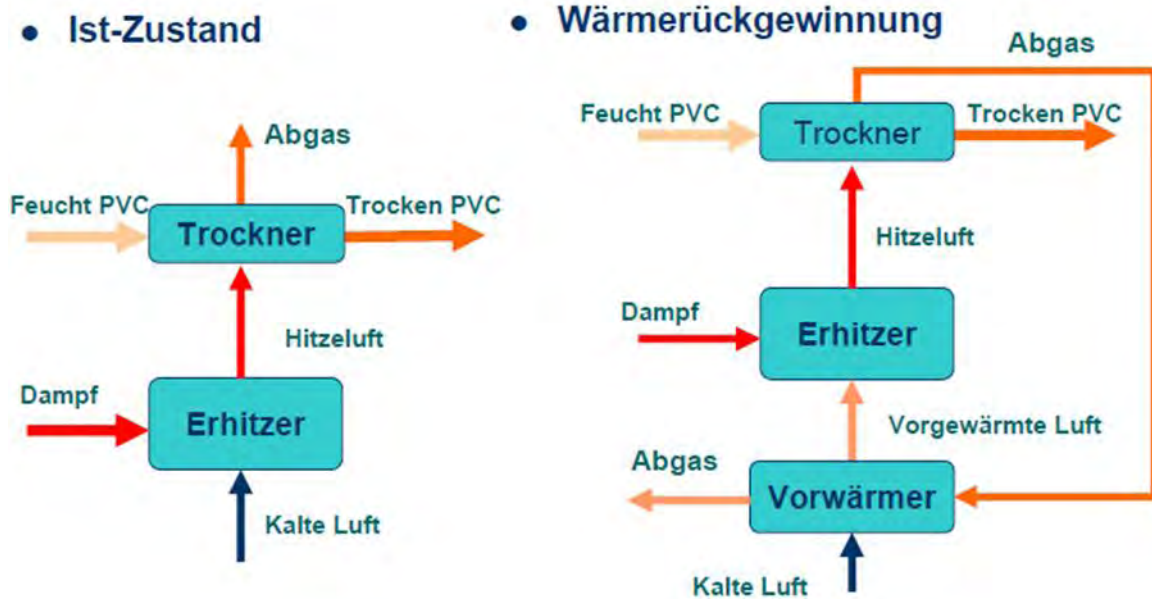 • Ist-Zustand
Abgas
Feucht PVC
Trocken PVC
Trockner
Hitzeluft
Dampf
Erhitzer
Kalte Luft
• Wärmerückgewinnung
Abgas
Feucht PVC
Trocken PVC
Trockner
Hitzeluft
Dampf
Erhitzer
Vorgewärmte Luft
Abgas
Vorwärmer
Kalte Luft